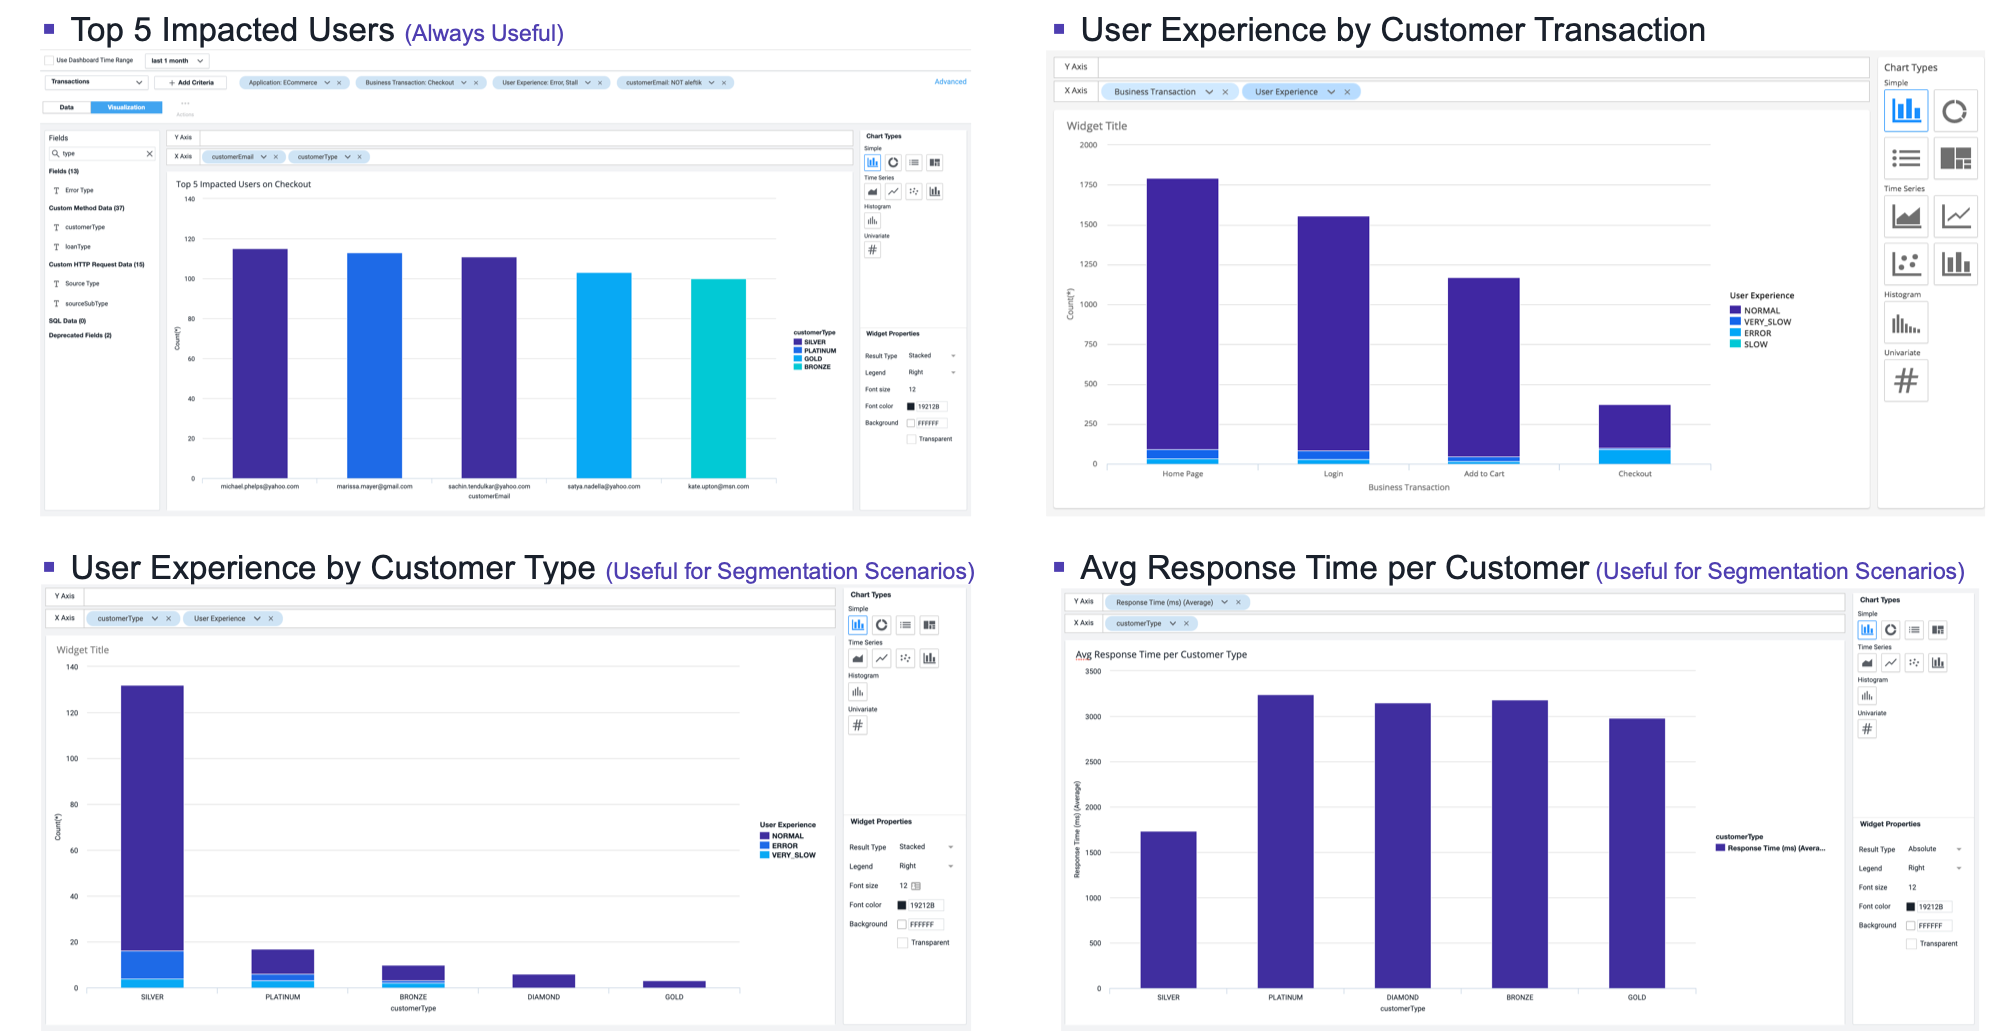 Top 5 Impacted Users (Always Useful)
Use Dashboard Time Range last 1 month
Transactions + Add Criteria Application: ECommerce Business Transaction: Checkout User Experience: Error, Stall customerEmail: NOT aleftik Advanced
Data Visualization
Actions
Fields
type
Fields (13)
Error Type
Custom Method Data (37)
customerType
loanType
Custom HTTP Request Data (15)
Source Type
sourceSubType
SQL Data (0)
Deprecated Fields (2)
Y Axis
X Axis customerEmail customerType
Top 5 Impacted Users on Checkout
140
120
100
80
60
40
20
0
Count(*)
michael.phelps@yahoo.com marissa.mayer@gmail.com sachin.tendulkar@yahoo.com satya.nadella@yahoo.com kate.upton@msn.com
customerEmail
customerType
SILVER
PLATINUM
GOLD
BRONZE
Chart Types
Simple
Time Series
Histogram
Univariate
#
Widget Properties
Result Type Stacked
Legend Right
Font size 12
Font color 19212B
Background FFFFFF
Transparent
User Experience by Customer Transaction
Y Axis
X Axis Business Transaction User Experience
Widget Title
2000
1750
1500
1250
1000
750
500
250
0
Count(*)
Home Page Login Add to Cart Checkout
Business Transaction
User Experience
NORMAL
VERY_SLOW
ERROR
SLOW
Chart Types
Simple
Time Series
Histogram
Univariate
#
User Experience by Customer Type (Useful for Segmentation Scenarios)
Y Axis
X Axis customerType User Experience
Widget Title
140
120
100
80
60
40
20
0
Count(*)
SILVER PLATINUM BRONZE DIAMOND GOLD
customerType
User Experience
NORMAL
ERROR
VERY_SLOW
Chart Types
Simple
Time Series
Histogram
Univariate
#
Widget Properties
Result Type Stacked
Legend Right
Font size 12
Font color 19212B
Background FFFFFF
Transparent
Avg Response Time per Customer (Useful for Segmentation Scenarios)
Y Axis Response Time (ms) (Average)
X Axis customerType
Avg Response Time per Customer Type
3500
3000
2500
2000
1500
1000
500
0
Response Time (ms) (Average)
SILVER PLATINUM DIAMOND BRONZE GOLD
customerType
customerType
Response Time (ms) (Avera...
Chart Types
Simple
Time Series
Histogram
Univariate
#
Widget Properties
Result Type Absolute
Legend Right
Font size 12
Font color 19212B
Background FFFFFF
Transparent